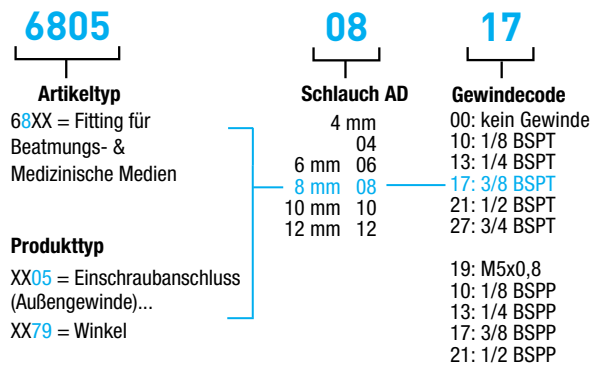 6805
08
17
Artikeltyp
68XX = Fitting für
Beatmungs- &
Medizinische Medien
Produkttyp
XX05 = Einschraubanschluss
(Außengewinde)...
XX79 = Winkel
Schlauch AD
4 mm
04
6 mm 06
8 mm 08
10 mm 10
12 mm 12
Gewindecode
00: kein Gewinde
10: 1/8 BSPT
13: 1/4 BSPT
17: 3/8 BSPT
21: 1/2 BSPT
27: 3/4 BSPT
19: M5x0,8
10: 1/8 BSPP
13: 1/4 BSPP
17: 3/8 BSPP
21: 1/2 BSPP